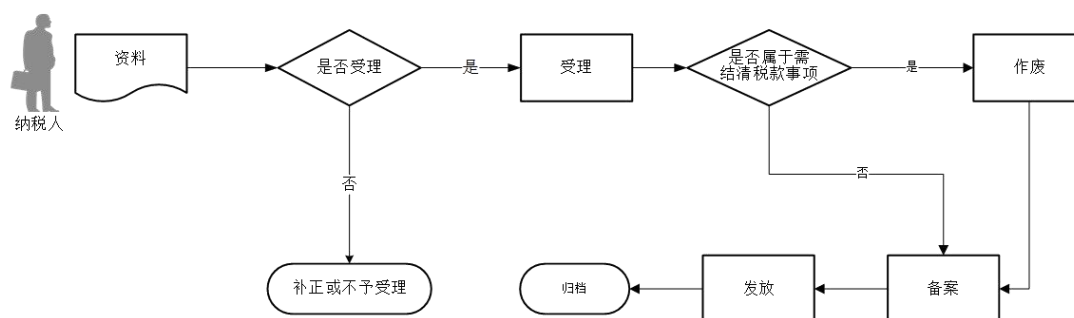 纳税人
资料
是否受理
是
受理
是否属于需
结清税款事项
是
作废
否
否
补正或不予受理
归档
发放
备案